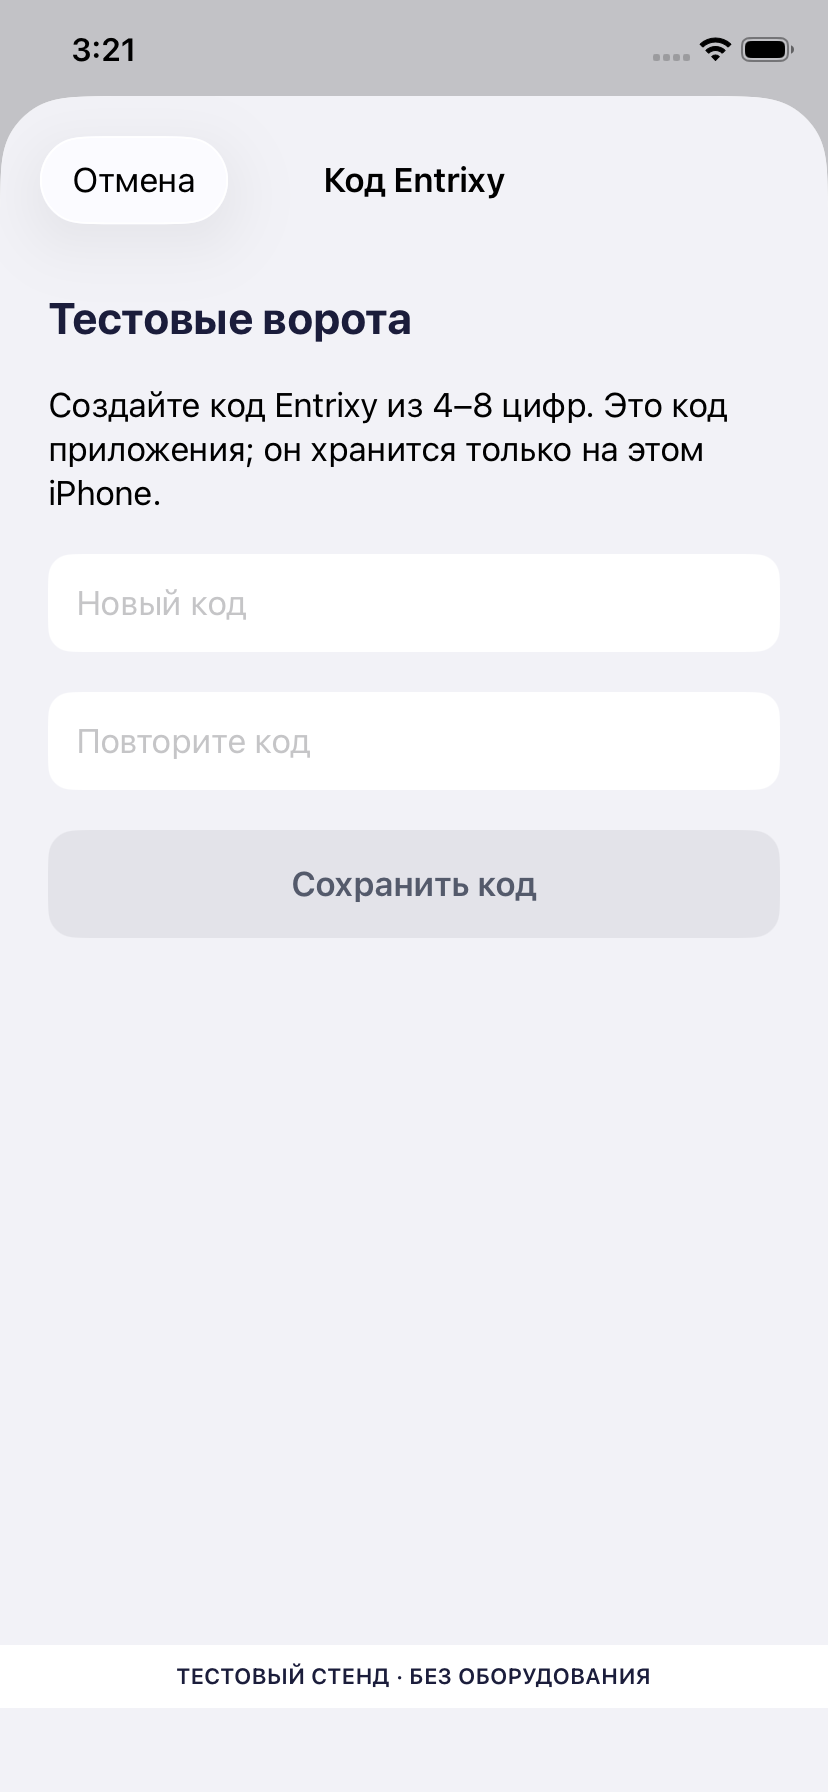 3:21
Отмена
Код Entrixy
Тестовые ворота
Создайте код Entrixy из 4–8 цифр. Это код
приложения; он хранится только на этом
iPhone.
Новый код
Повторите код
Сохранить код
ТЕСТОВЫЙ СТЕНД · БЕЗ ОБОРУДОВАНИЯ